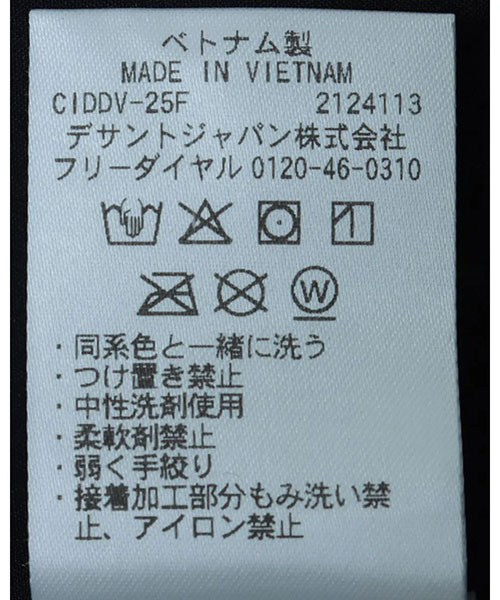 ベトナム製
MADE IN VIETNAM
CIDDV-25F 2124113
デサントジャパン株式会社
フリーダイヤル 0120-46-0310
W
・同系色と一緒に洗う
・つけ置き禁止
・中性洗剤使用
・柔軟剤禁止
・弱く手絞り
・接着加工部分もみ洗い禁
止、アイロン禁止